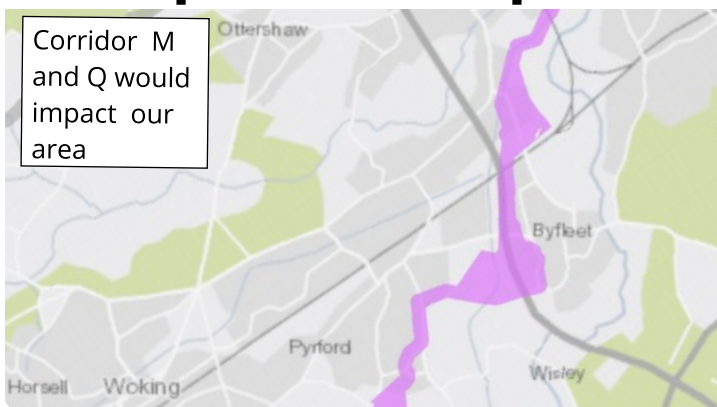 Corridor M
and Q would
impact our
area
Ottershaw
Byfleet
Pyrford
Wisley
Horsell
Woking